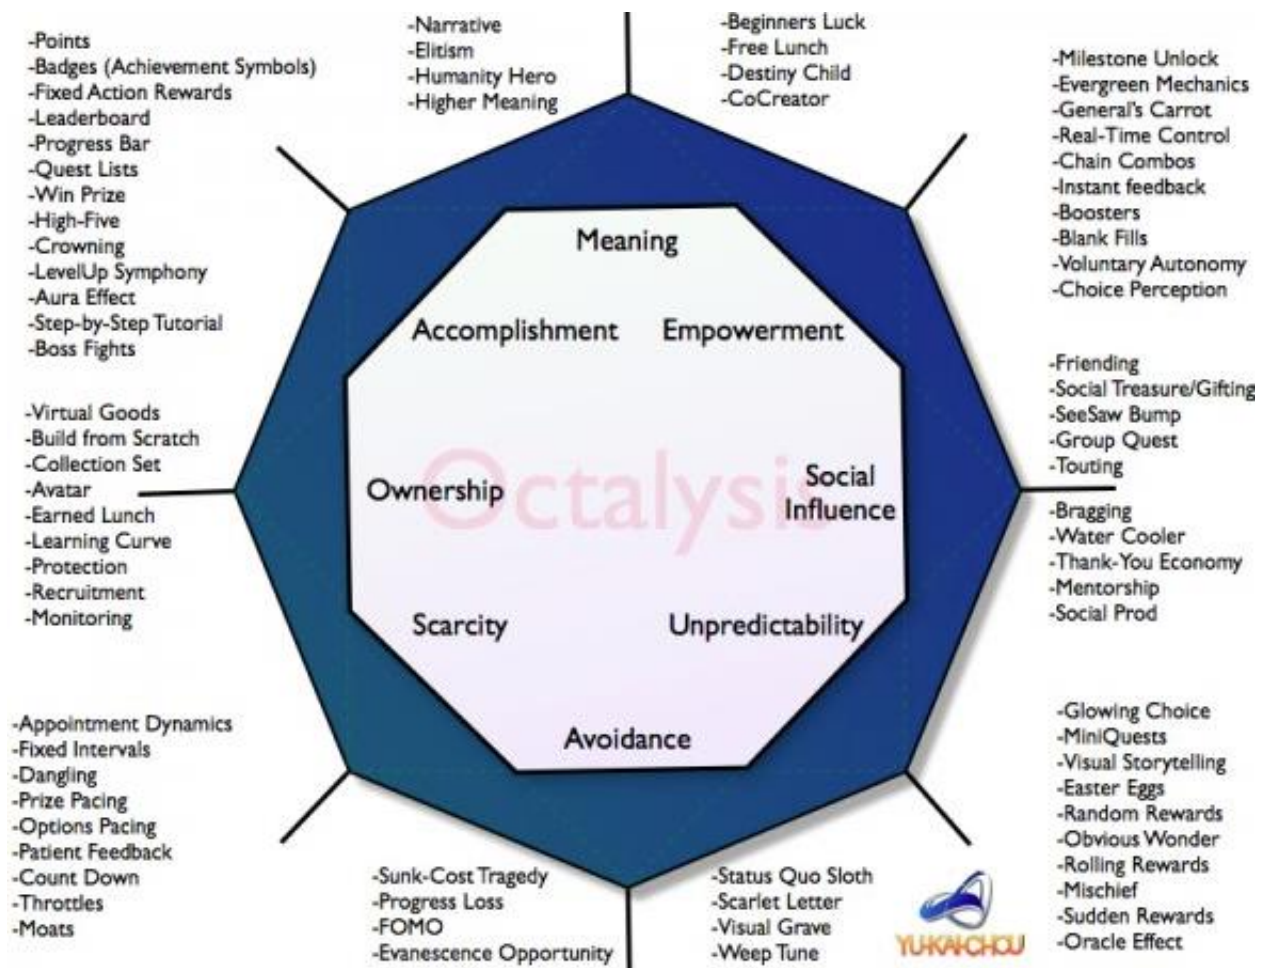 -Narrative
-Elitism
-Humanity Hero
-Higher Meaning
-Beginners Luck
-Free Lunch
-Destiny Child
-CoCreator
-Points
-Badges (Achievement Symbols)
-Fixed Action Rewards
-Leaderboard
-Progress Bar
-Quest Lists
-Win Prize
-High-Five
-Crowning
-LevelUp Symphony
-Aura Effect
-Step-by-Step Tutorial
-Boss Fights
-Milestone Unlock
-Evergreen Mechanics
-General's Carrot
-Real-Time Control
-Chain Combos
-Instant feedback
-Boosters
-Blank Fills
-Voluntary Autonomy
-Choice Perception
Meaning
Accomplishment
Empowerment
Octalysis
Ownership
Social
Influence
Scarcity
Unpredictability
Avoidance
-Virtual Goods
-Build from Scratch
-Collection Set
-Avatar
-Earned Lunch
-Learning Curve
-Protection
-Recruitment
-Monitoring
-Friending
-Social Treasure/Gifting
-SeeSaw Bump
-Group Quest
-Touting
-Bragging
-Water Cooler
-Thank-You Economy
-Mentorship
-Social Prod
-Appointment Dynamics
-Fixed Intervals
-Dangling
-Prize Pacing
-Options Pacing
-Patient Feedback
-Count Down
-Throttles
-Moats
-Sunk-Cost Tragedy
-Progress Loss
-FOMO
-Evanescence Opportunity
-Status Quo Sloth
-Scarlet Letter
-Visual Grave
-Weep Tune
YU-KAI-CHOU
-Glowing Choice
-MiniQuests
-Visual Storytelling
-Easter Eggs
-Random Rewards
-Obvious Wonder
-Rolling Rewards
-Mischief
-Sudden Rewards
-Oracle Effect